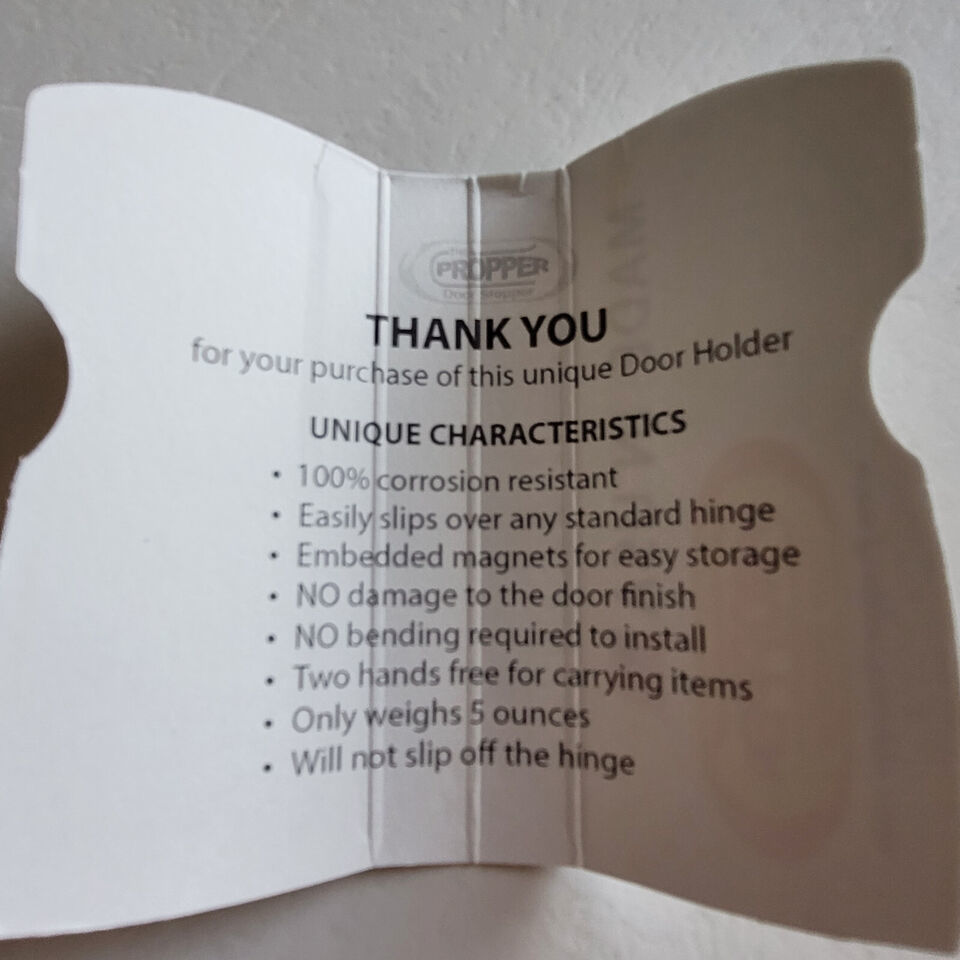 PROPPER
Door Stopper
THANK YOU
for your purchase of this unique Door Holder
UNIQUE CHARACTERISTICS
• 100% corrosion resistant
• Easily slips over any standard hinge
• Embedded magnets for easy storage
• NO damage to the door finish
• NO bending required to install
• Two hands free for carrying items
• Only weighs 5 ounces
• Will not slip off the hinge